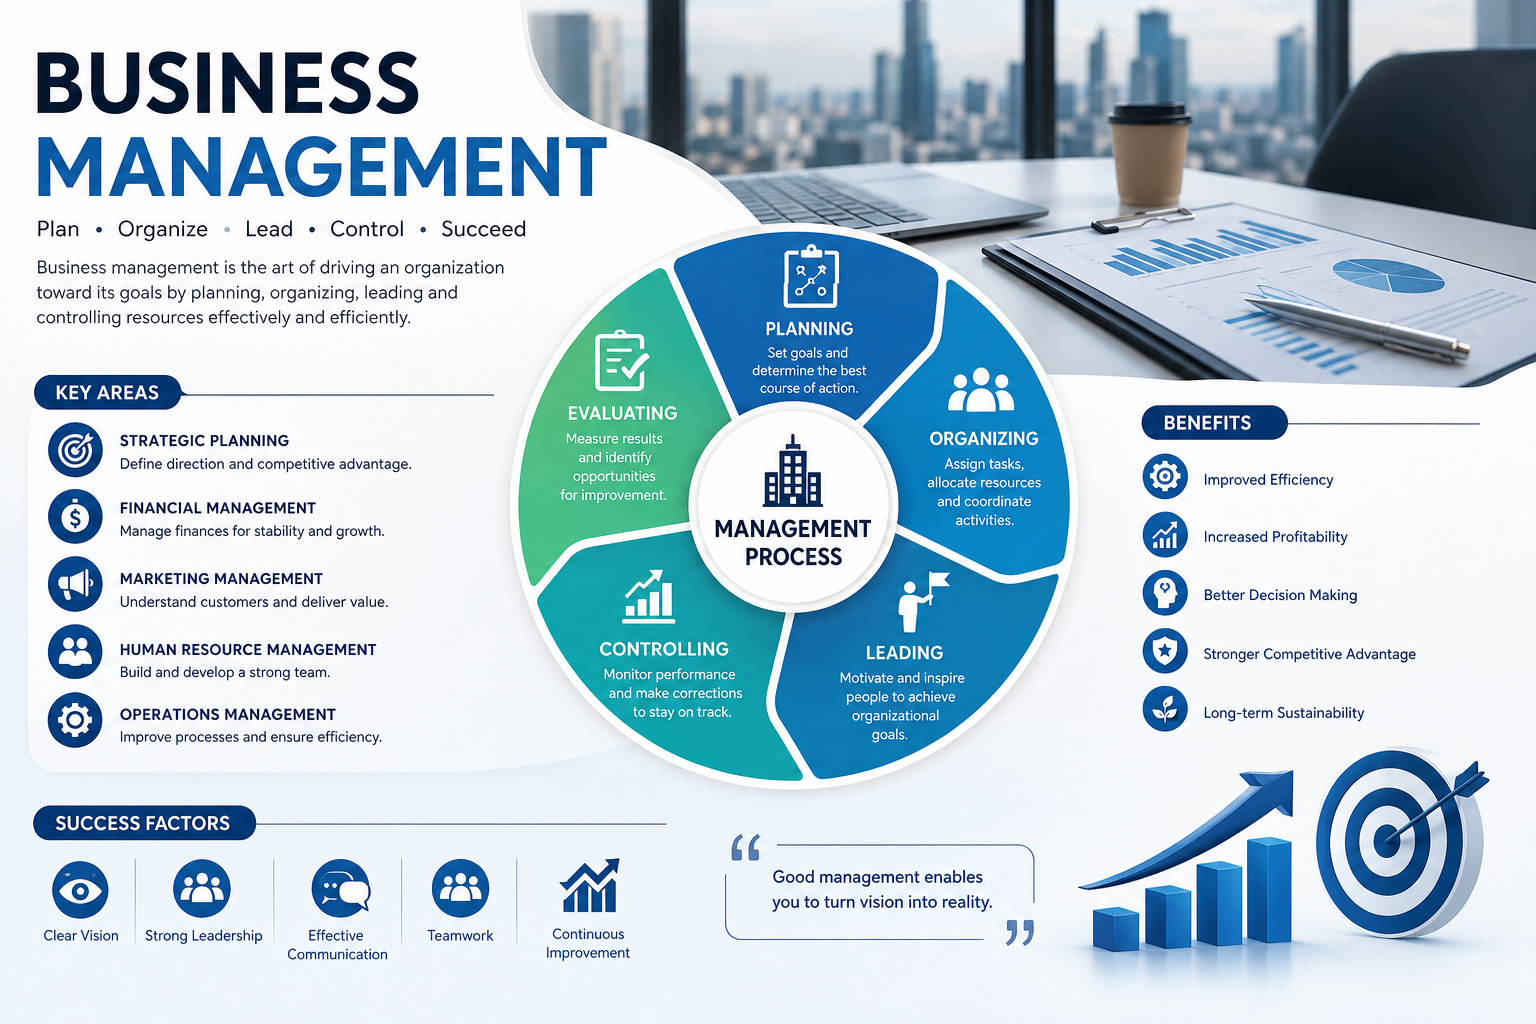 BUSINESS
MANAGEMENT
Plan • Organize • Lead • Control • Succeed
Business management is the art of driving an organization
toward its goals by planning, organizing, leading and
controlling resources effectively and efficiently.
KEY AREAS
STRATEGIC PLANNING
Define direction and competitive advantage.
FINANCIAL MANAGEMENT
Manage finances for stability and growth.
MARKETING MANAGEMENT
Understand customers and deliver value.
HUMAN RESOURCE MANAGEMENT
Build and develop a strong team.
OPERATIONS MANAGEMENT
Improve processes and ensure efficiency.
PLANNING
Set goals and
determine the best
course of action.
ORGANIZING
Assign tasks,
allocate resources
and coordinate
activities.
LEADING
Motivate and inspire
people to achieve
organizational
goals.
CONTROLLING
Monitor performance
and make corrections
to stay on track.
EVALUATING
Measure results
and identify
opportunities
for improvement.
MANAGEMENT
PROCESS
BENEFITS
Improved Efficiency
Increased Profitability
Better Decision Making
Stronger Competitive Advantage
Long-term Sustainability
SUCCESS FACTORS
Clear Vision
Strong Leadership
Effective
Communication
Teamwork
Continuous
Improvement
“ Good management enables
you to turn vision into reality. ”